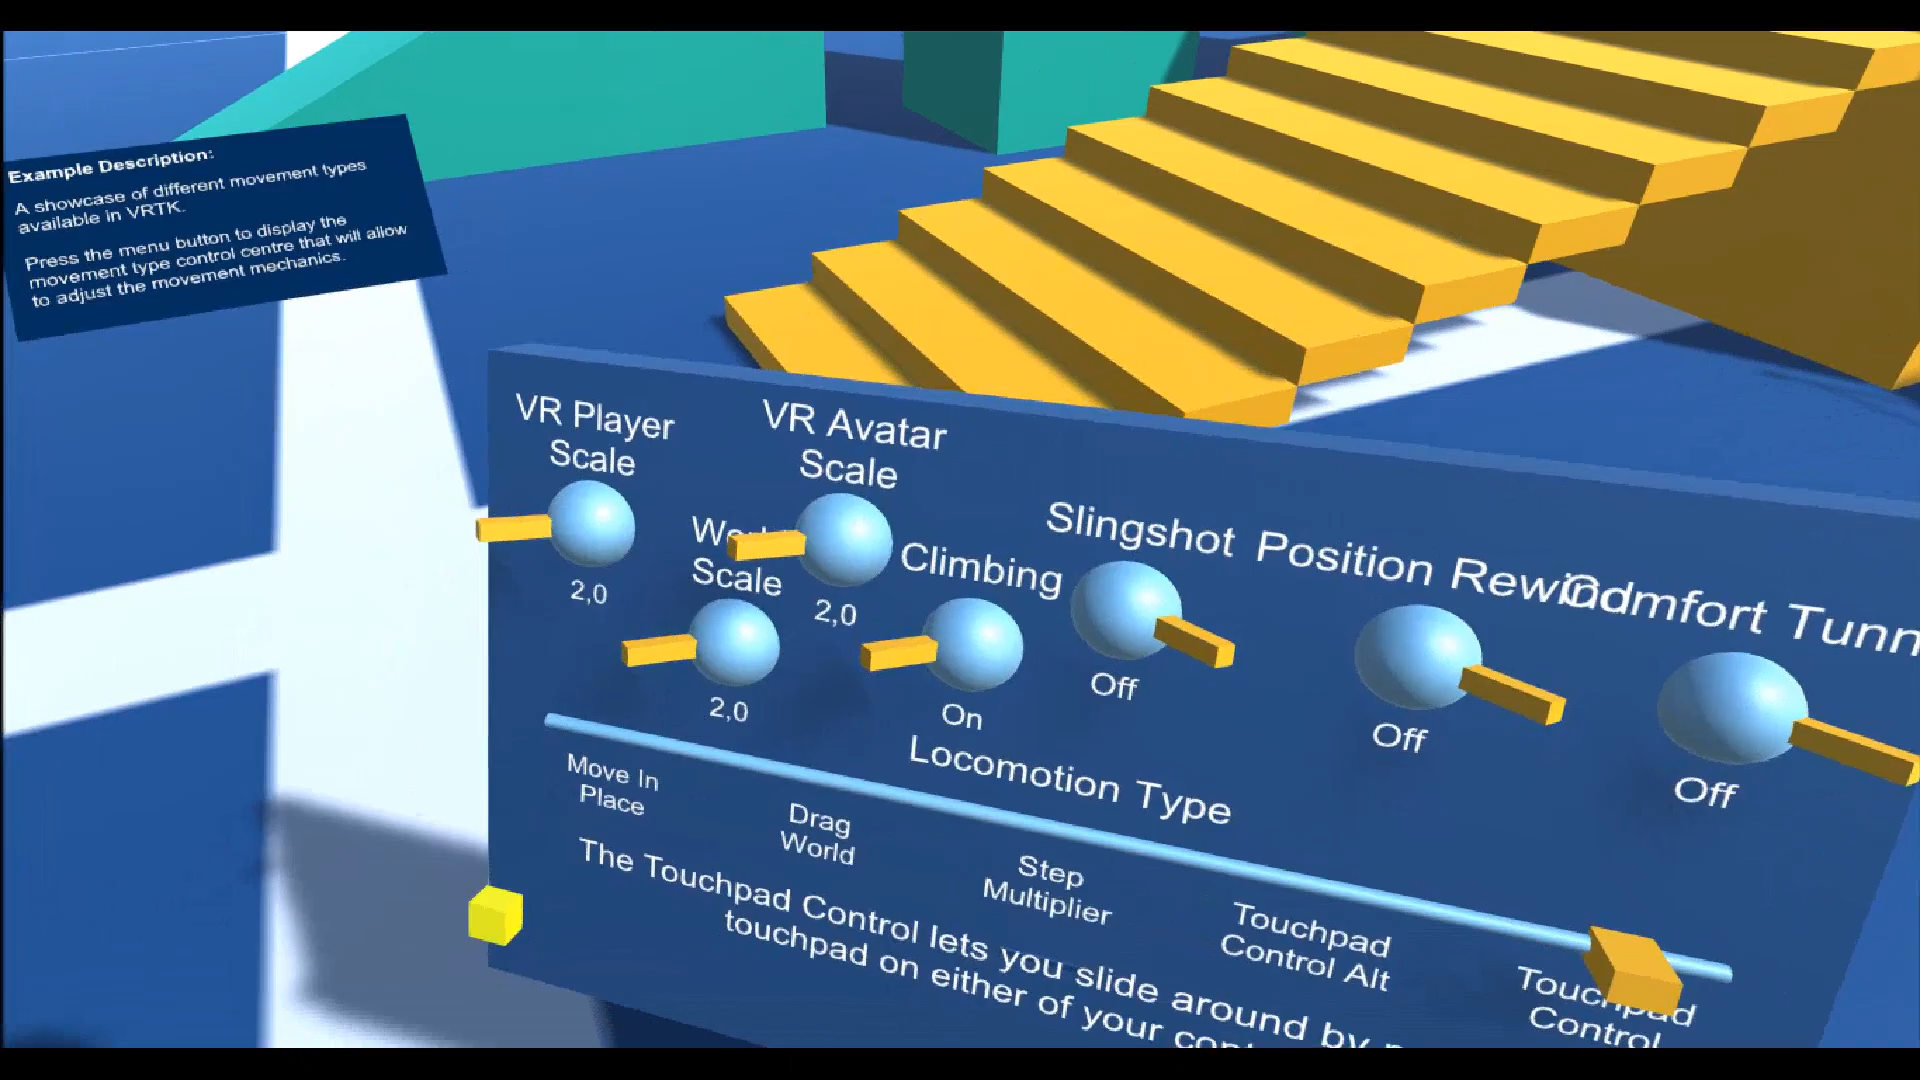 Example Description:
A showcase of different movement types
available in VRTK.
Press the menu button to display the
movement type control centre that will allow
to adjust the movement mechanics.
VR Player
Scale
2,0
VR Avatar
Scale
2,0
Scale
2,0
Climbing
On
Slingshot
Off
Position Rewind
Off
Comfort
Off
Locomotion Type
Move In
Place
Drag
World
Step
Multiplier
Touchpad
Control Alt
Touchpad
Control
The Touchpad Control lets you slide around by
touchpad on either of your